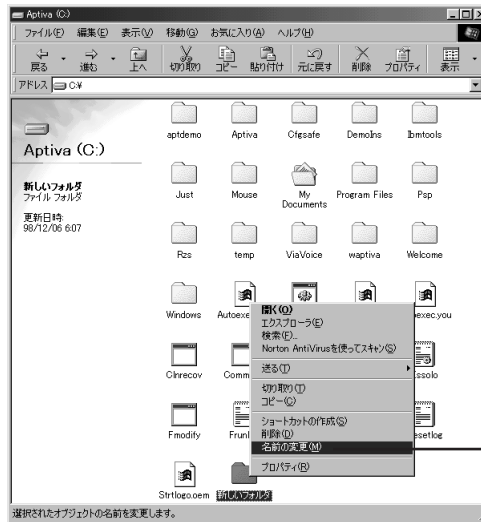 Aptiva (C:)
ファイル(F) 編集(E) 表示(V) 移動(G) お気に入り(A) ヘルプ(H)
戻る 進む 上へ 切り取り コピー 貼り付け 元に戻す 削除 プロパティ 表示
アドレス C:¥
Aptiva (C:)
新しいフォルダ
ファイル フォルダ
更新日時:
98/12/06 6:07
aptdemo Aptiva Cfgsafe DemoIns Ibmtools
Just Mouse My Documents Program Files Psp
Rzs temp ViaVoice waptiva Welcome
Windows
Clnrecov
Fmodify
Strtlogo.oem 新しいフォルダ
開く(O)
エクスプローラ(E)
検索(F)...
Norton AntiVirusを使ってスキャン(S)
送る(T)
切り取り(T)
コピー(C)
ショートカットの作成(S)
削除(D)
名前の変更(M)
プロパティ(R)
選択されたオブジェクトの名前を変更します。